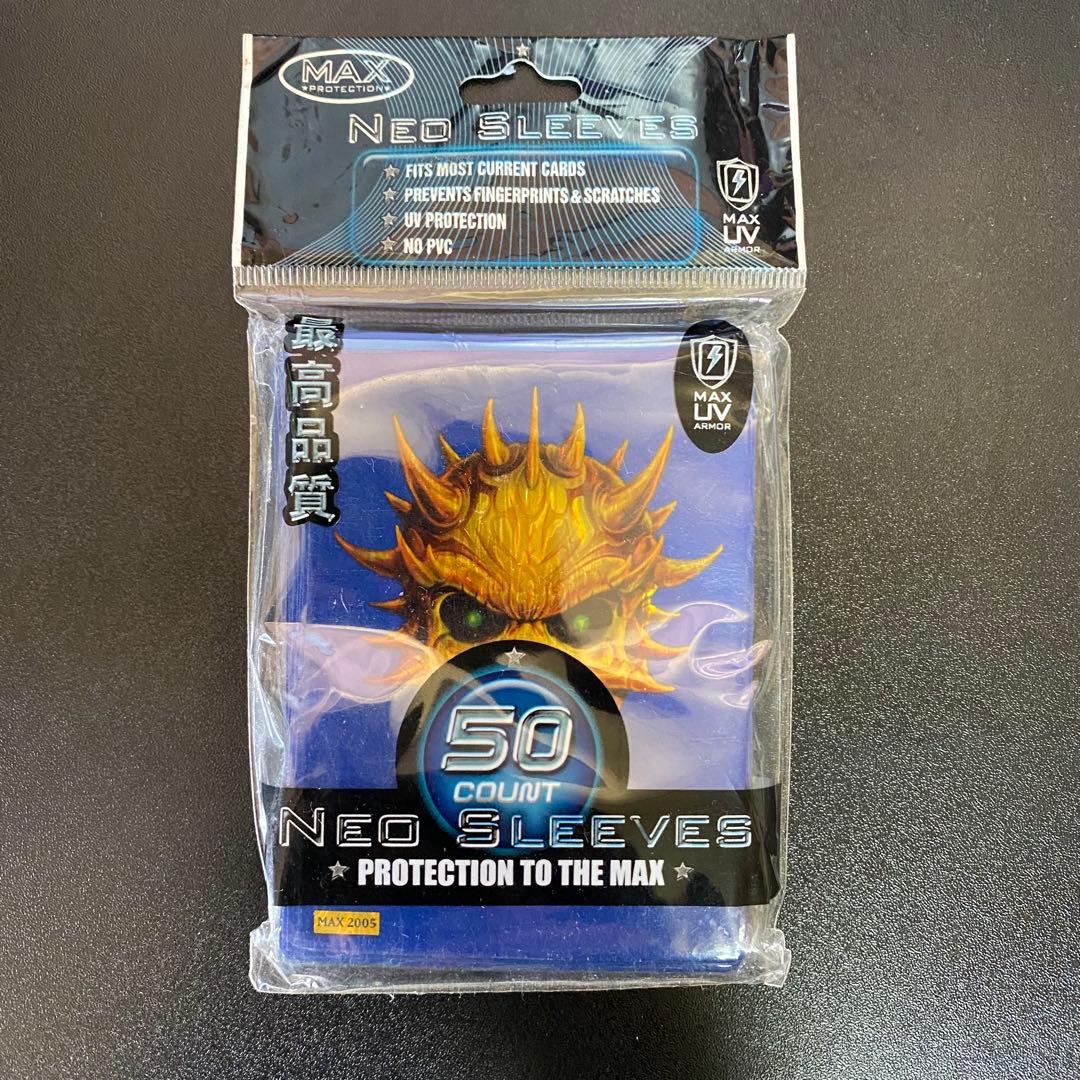 MAX
★PROTECTION★
NEO SLEEVES
★ FITS MOST CURRENT CARDS
★ PREVENTS FINGERPRINTS & SCRATCHES
★ UV PROTECTION
★ NO PVC
MAX
UV
ARMOR
最高品質
MAX
UV
ARMOR
50
COUNT
NEO SLEEVES
★ PROTECTION TO THE MAX ★
MAX 2005